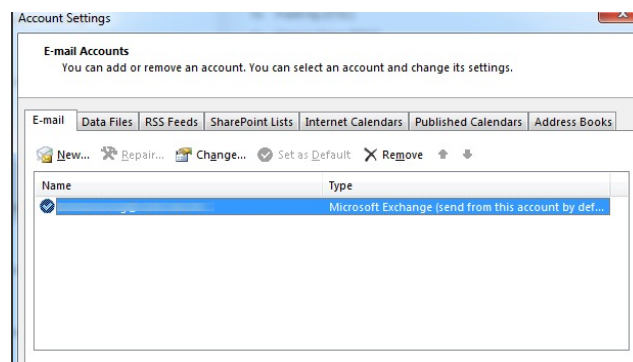 Account Settings
E-mail Accounts
You can add or remove an account. You can select an account and change its settings.
E-mail Data Files RSS Feeds SharePoint Lists Internet Calendars Published Calendars Address Books
New... Repair... Change... Set as Default Remove
Name Type
Microsoft Exchange (send from this account by def...